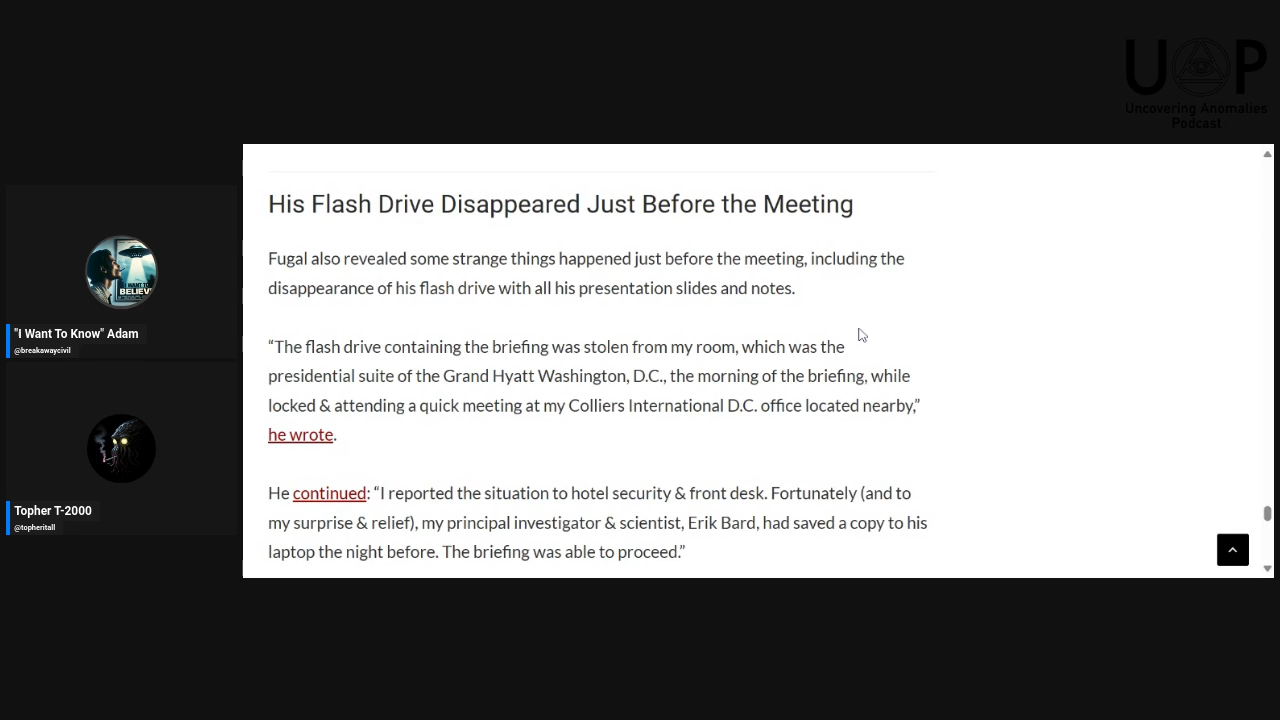 UAP
Uncovering Anomalies
Podcast
His Flash Drive Disappeared Just Before the Meeting
Fugal also revealed some strange things happened just before the meeting, including the
disappearance of his flash drive with all his presentation slides and notes.
“The flash drive containing the briefing was stolen from my room, which was the
presidential suite of the Grand Hyatt Washington, D.C., the morning of the briefing, while
locked & attending a quick meeting at my Colliers International D.C. office located nearby,”
he wrote.
He continued: “I reported the situation to hotel security & front desk. Fortunately (and to
my surprise & relief), my principal investigator & scientist, Erik Bard, had saved a copy to his
laptop the night before. The briefing was able to proceed.”
"I Want To Know" Adam
@breakawaycivil
Topher T-2000
@topheritall